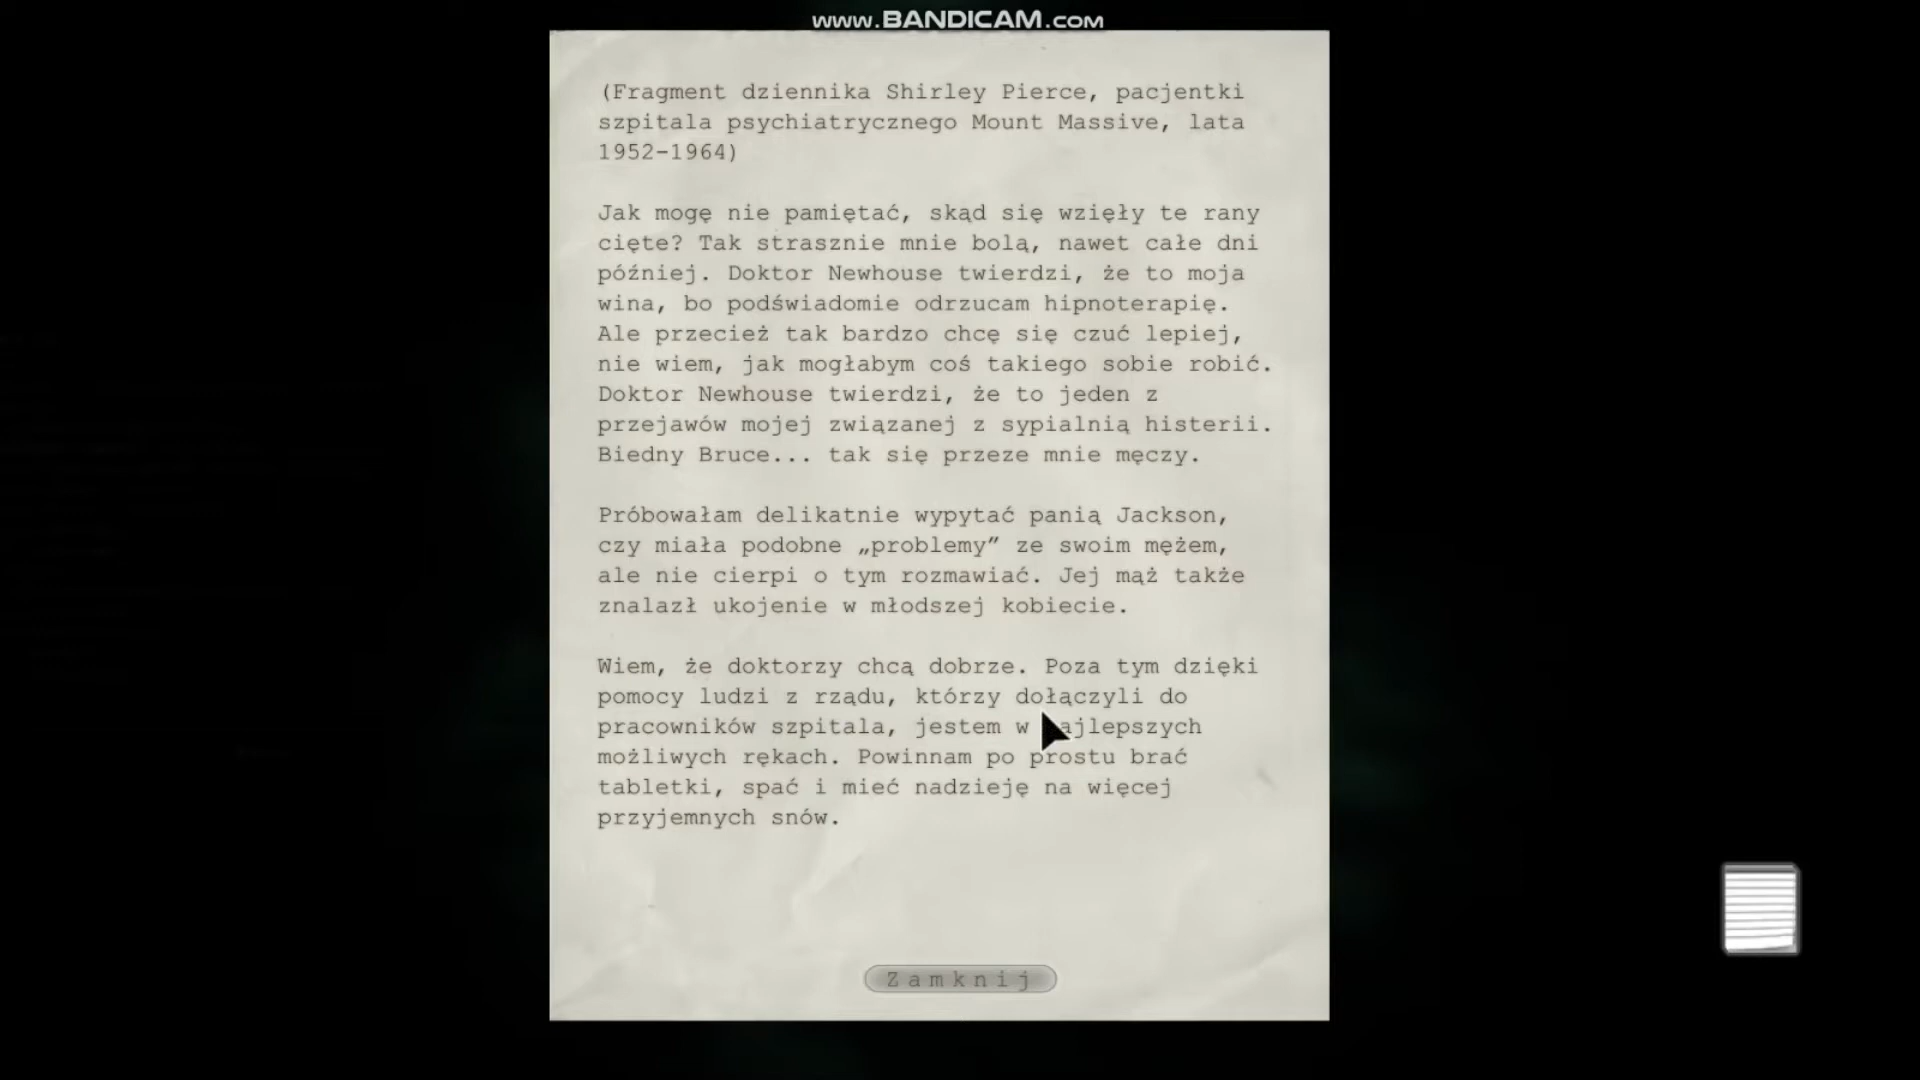 www.BANDICAM.com
(Fragment dziennika Shirley Pierce, pacjentki
szpitala psychiatrycznego Mount Massive, lata
1952-1964)
Jak mogę nie pamiętać, skąd się wzięły te rany
cięte? Tak strasznie mnie bolą, nawet całe dni
później. Doktor Newhouse twierdzi, że to moja
wina, bo podświadomie odrzucam hipnoterapię.
Ale przecież tak bardzo chcę się czuć lepiej,
nie wiem, jak mogłabym coś takiego sobie robić.
Doktor Newhouse twierdzi, że to jeden z
przejawów mojej związanej z sypialnią histerii.
Biedny Bruce... tak się przeze mnie męczy.
Próbowałam delikatnie wypytać panią Jackson,
czy miała podobne „problemy” ze swoim mężem,
ale nie cierpi o tym rozmawiać. Jej mąż także
znalazł ukojenie w młodszej kobiecie.
Wiem, że doktorzy chcą dobrze. Poza tym dzięki
pomocy ludzi z rządu, którzy dołączyli do
pracowników szpitala, jestem w najlepszych
możliwych rękach. Powinnam po prostu brać
tabletki, spać i mieć nadzieję na więcej
przyjemnych snów.
Zamknij